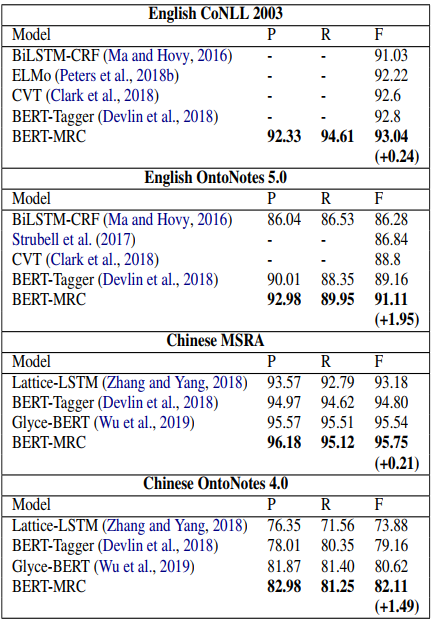 English CoNLL 2003
Model P R F
BiLSTM-CRF (Ma and Hovy, 2016) - - 91.03
ELMo (Peters et al., 2018b) - - 92.22
CVT (Clark et al., 2018) - - 92.6
BERT-Tagger (Devlin et al., 2018) - - 92.8
BERT-MRC 92.33 94.61 93.04
(+0.24)
English OntoNotes 5.0
Model P R F
BiLSTM-CRF (Ma and Hovy, 2016) 86.04 86.53 86.28
Strubell et al. (2017) - - 86.84
CVT (Clark et al., 2018) - - 88.8
BERT-Tagger (Devlin et al., 2018) 90.01 88.35 89.16
BERT-MRC 92.98 89.95 91.11
(+1.95)
Chinese MSRA
Model P R F
Lattice-LSTM (Zhang and Yang, 2018) 93.57 92.79 93.18
BERT-Tagger (Devlin et al., 2018) 94.97 94.62 94.80
Glyce-BERT (Wu et al., 2019) 95.57 95.51 95.54
BERT-MRC 96.18 95.12 95.75
(+0.21)
Chinese OntoNotes 4.0
Model P R F
Lattice-LSTM (Zhang and Yang, 2018) 76.35 71.56 73.88
BERT-Tagger (Devlin et al., 2018) 78.01 80.35 79.16
Glyce-BERT (Wu et al., 2019) 81.87 81.40 80.62
BERT-MRC 82.98 81.25 82.11
(+1.49)